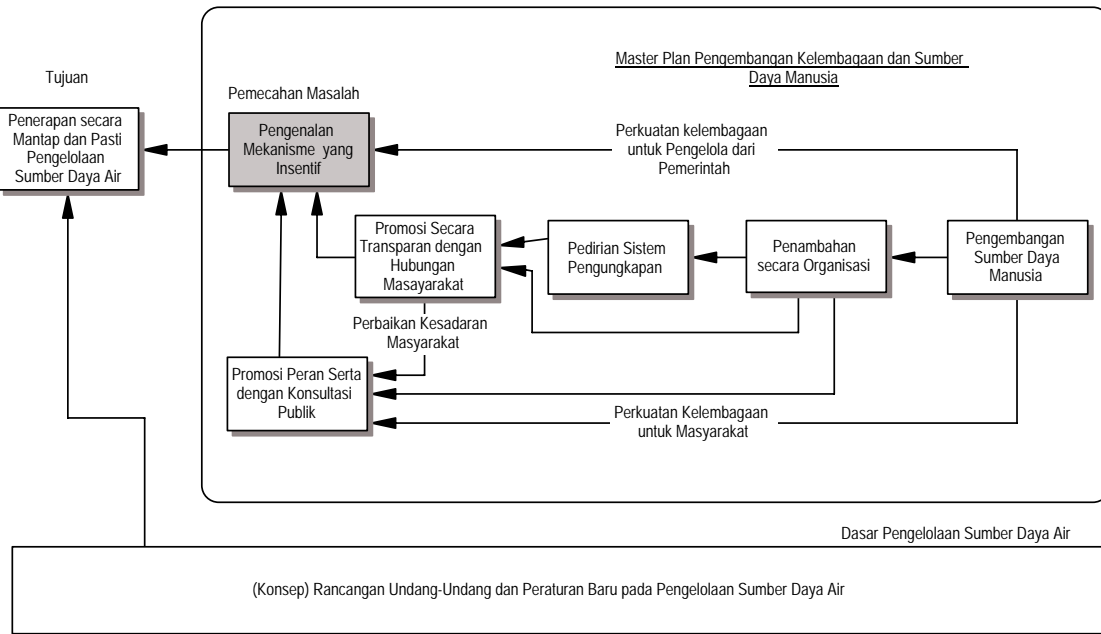 Master Plan Pengembangan Kelembagaan dan Sumber
Daya Manusia
Tujuan
Pemecahan Masalah
Penerapan secara
Mantap dan Pasti
Pengelolaan
Sumber Daya Air
Pengenalan
Mekanisme yang
Insentif
Perkuatan kelembagaan
untuk Pengelola dari
Pemerintah
Promosi Secara
Transparan dengan
Hubungan
Masayarakat
Pedirian Sistem
Pengungkapan
Penambahan
secara Organisasi
Pengembangan
Sumber Daya
Manusia
Perbaikan Kesadaran
Masyarakat
Promosi Peran Serta
dengan Konsultasi
Publik
Perkuatan Kelembagaan
untuk Masyarakat
Dasar Pengelolaan Sumber Daya Air
(Konsep) Rancangan Undang-Undang dan Peraturan Baru pada Pengelolaan Sumber Daya Air